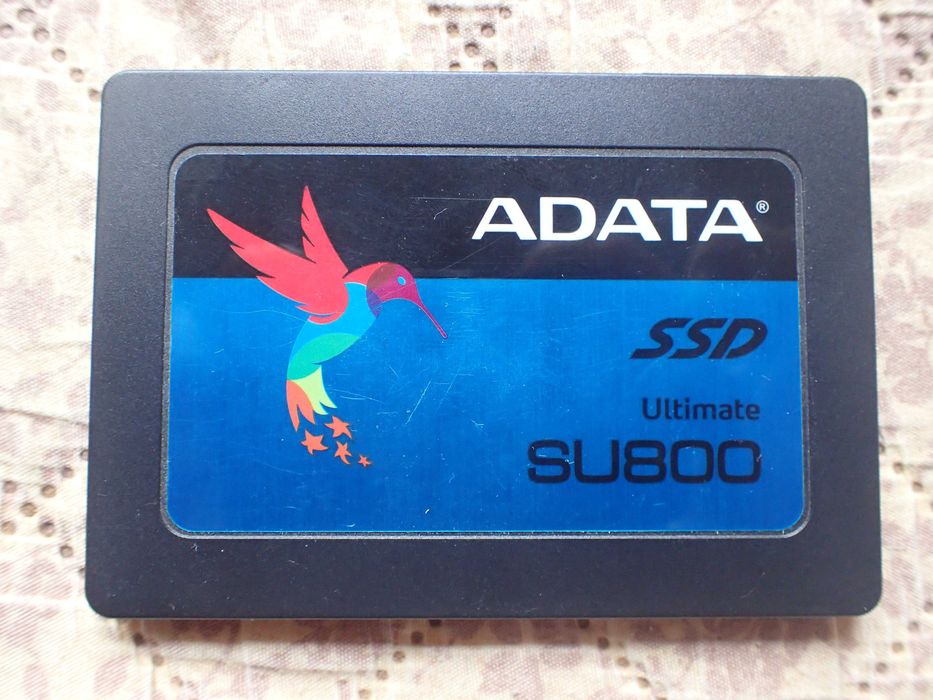 ADATA®
SSD
Ultimate
SU800